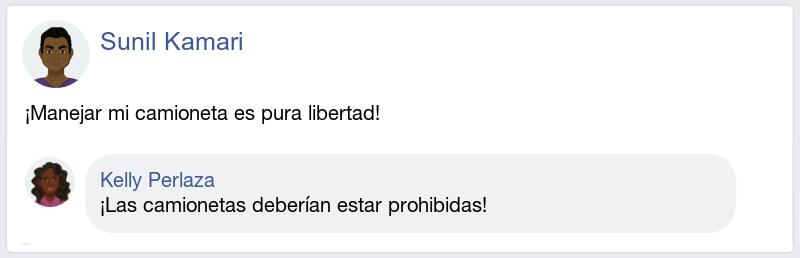 Sunil Kamari
¡Manejar mi camioneta es pura libertad!
Kelly Perlaza
¡Las camionetas deberían estar prohibidas!